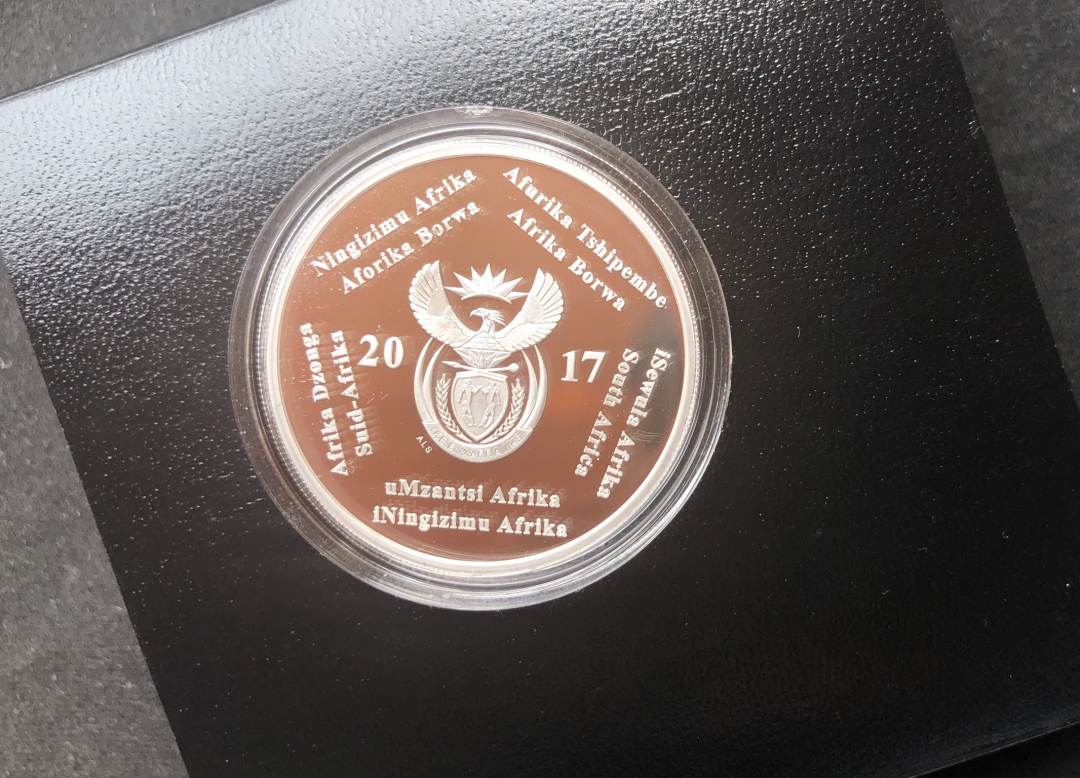 Ningizimu Afrika
Aforika Borwa
Afurika Tshipembe
Afrika Borwa
Afrika Dzonga
Suid-Afrika
20 17
iSewula Afrika
South Africa
ALS
uMzantsi Afrika
iNingizimu Afrika